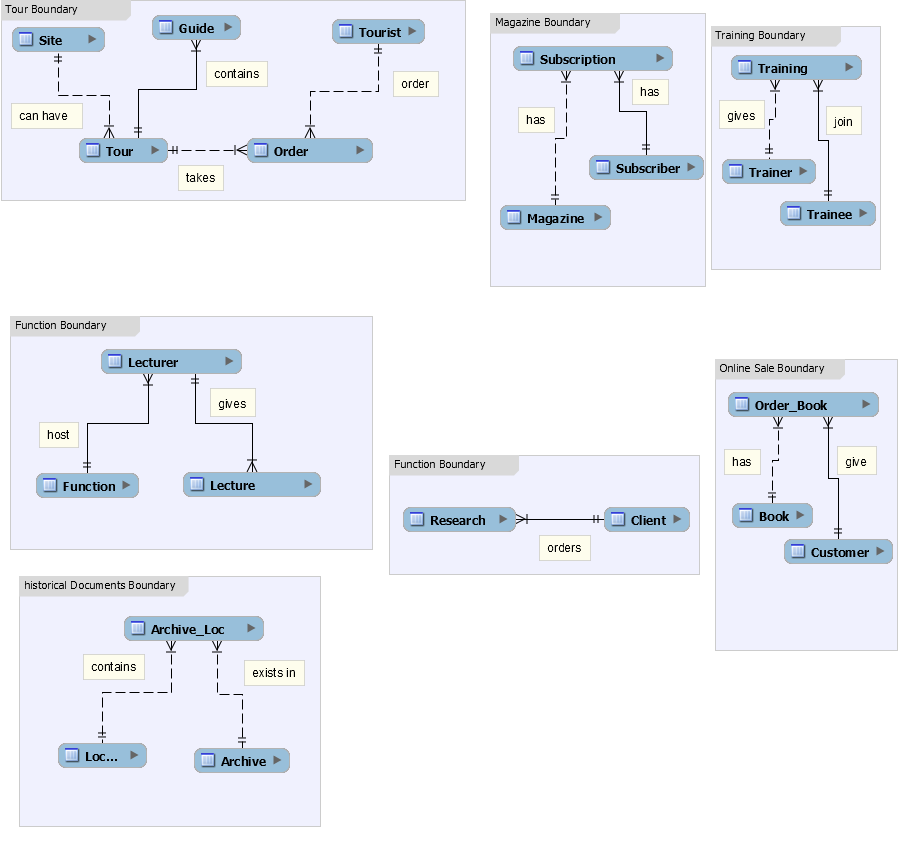 Tour Boundary
Site
Guide
Tourist
contains
order
can have
Tour
Order
takes
Magazine Boundary
Subscription
has
has
Subscriber
Magazine
Training Boundary
Training
gives
join
Trainer
Trainee
Function Boundary
Lecturer
gives
host
Function
Lecture
Function Boundary
Research
Client
orders
Online Sale Boundary
Order_Book
has
give
Book
Customer
historical Documents Boundary
Archive_Loc
contains
exists in
Loc...
Archive